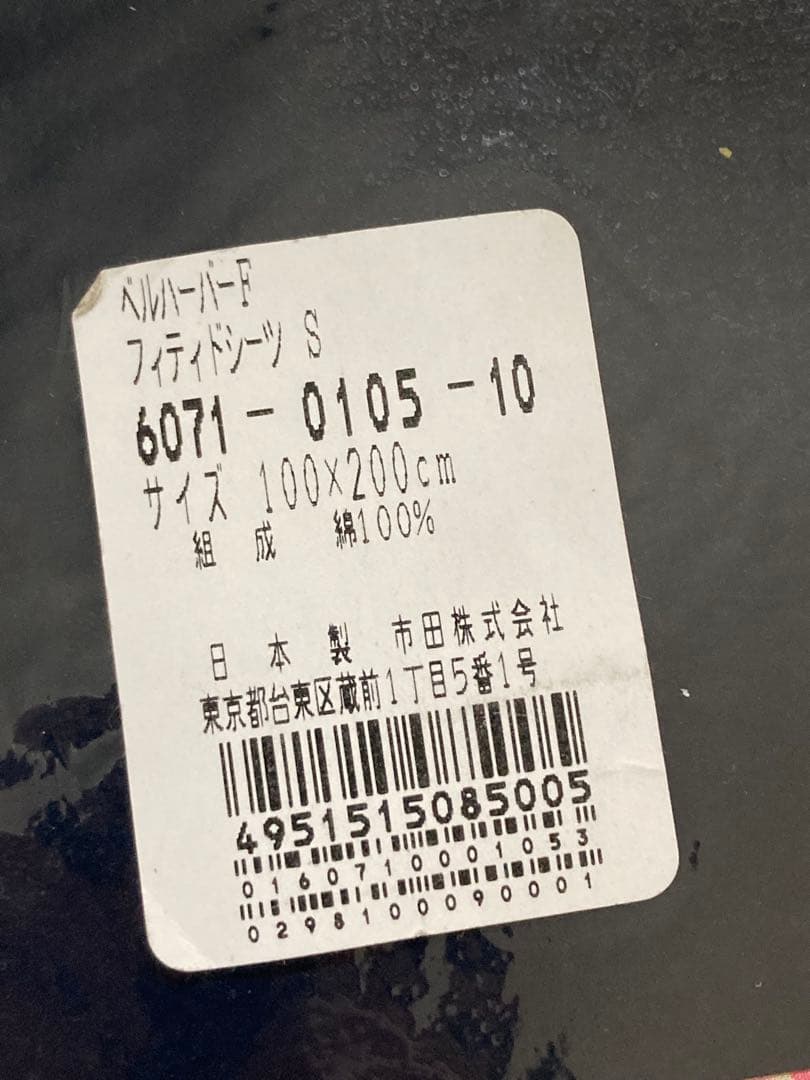 ベルハーバーF
フィティドシーツ S
6071-0105-10
サイズ 100×200cm
組 成 綿100%
日 本 製 市田株式会社
東京都台東区蔵前1丁目5番1号
4951515085005
0160710001053
0298100090001